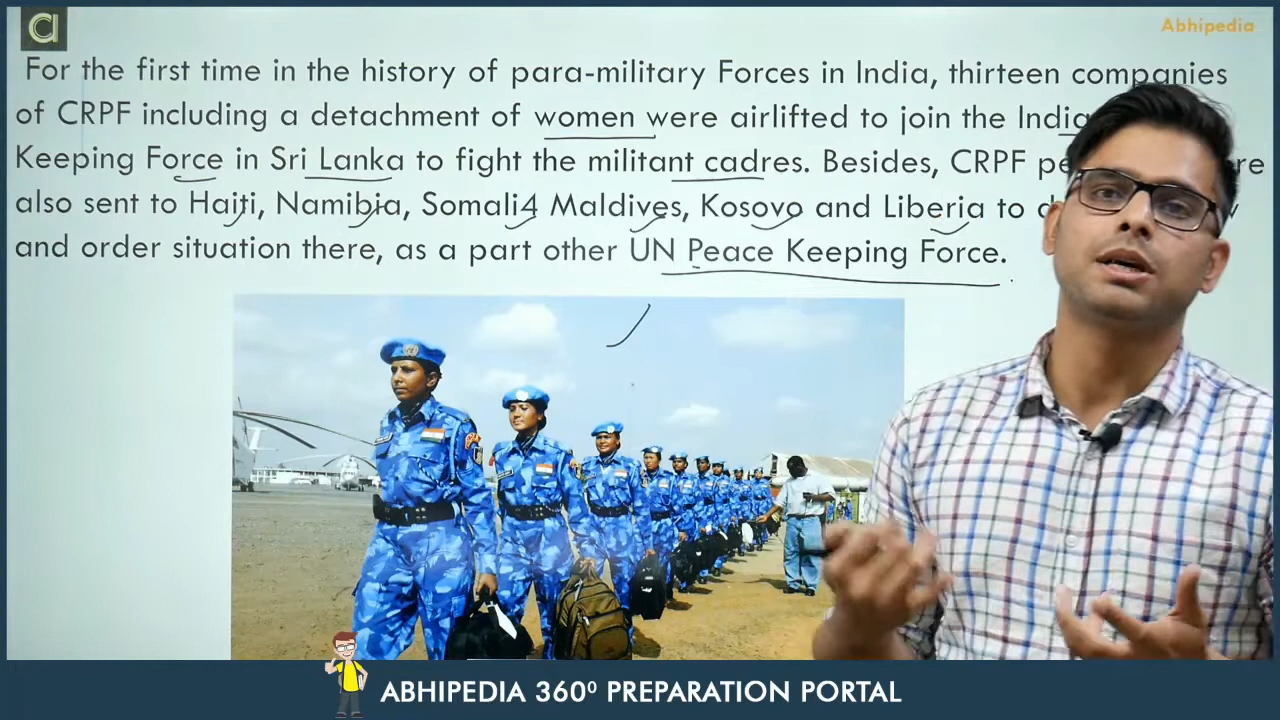 a
Abhipedia
For the first time in the history of para-military Forces in India, thirteen companies
of CRPF including a detachment of women were airlifted to join the
Keeping Force in Sri Lanka to fight the militant cadres. Besides, CRPF
also sent to Haiti, Namibia, Somali4 Maldives, Kosovo and Liberia to
and order situation there, as a part other UN Peace Keeping Force.
ABHIPEDIA 360⁰ PREPARATION PORTAL